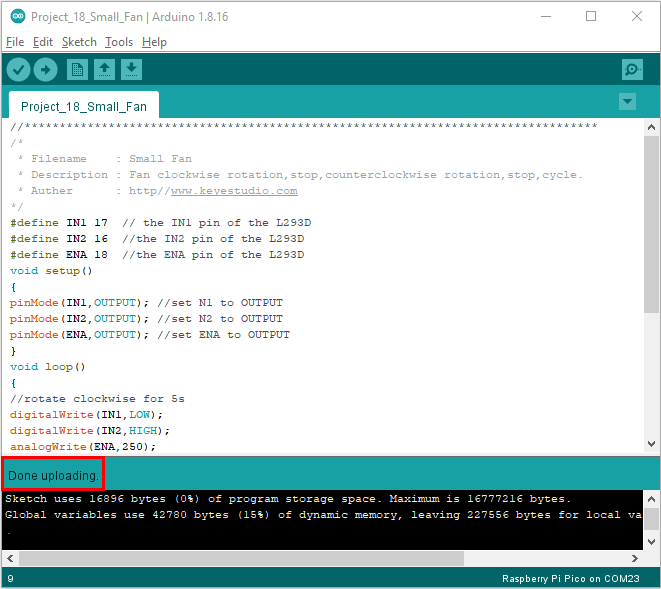 Project_18_Small_Fan | Arduino 1.8.16
File Edit Sketch Tools Help
Project_18_Small_Fan
//**********************************************************************************
/*
 * Filename    : Small Fan
 * Description : Fan clockwise rotation,stop,counterclockwise rotation,stop,cycle.
 * Auther      : http//www.keyestudio.com
*/
#define IN1 17  // the IN1 pin of the L293D
#define IN2 16  //the IN2 pin of the L293D
#define ENA 18  //the ENA pin of the L293D
void setup()
{
pinMode(IN1,OUTPUT); //set N1 to OUTPUT
pinMode(IN2,OUTPUT); //set N2 to OUTPUT
pinMode(ENA,OUTPUT); //set ENA to OUTPUT
}
void loop()
{
//rotate clockwise for 5s
digitalWrite(IN1,LOW);
digitalWrite(IN2,HIGH);
analogWrite(ENA,250);
Done uploading.
Sketch uses 16896 bytes (0%) of program storage space. Maximum is 16777216 bytes.
Global variables use 42780 bytes (15%) of dynamic memory, leaving 227556 bytes for local va
.
9 Raspberry Pi Pico on COM23